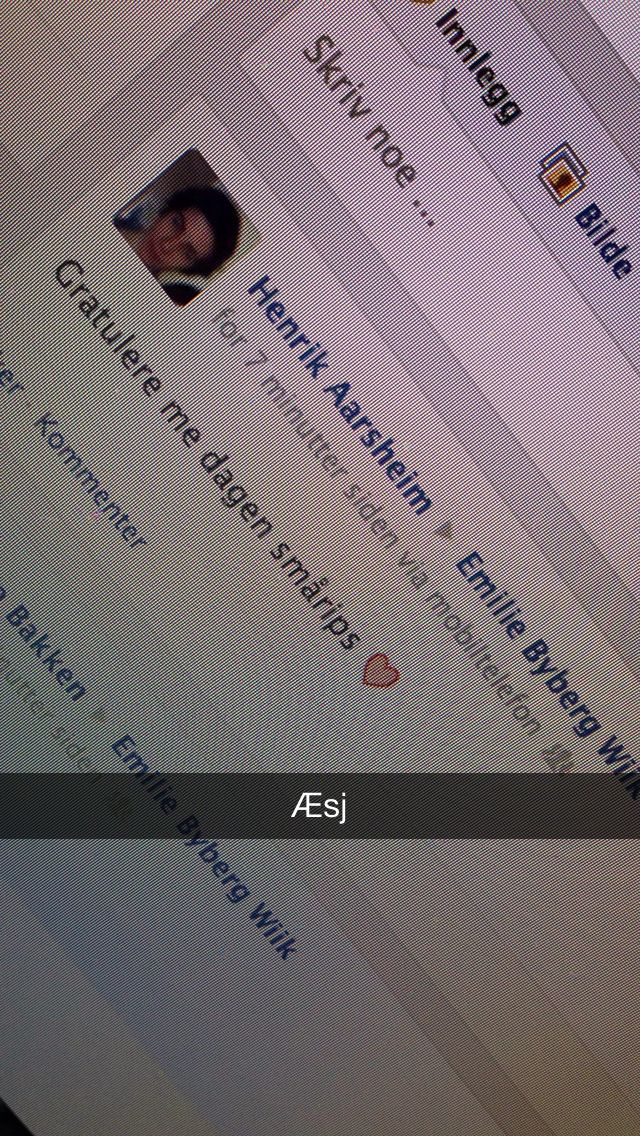 Innlegg Bilde
Skriv noe ...
Henrik Aarsheim ▸ Emilie Byberg Wiik
for 7 minutter siden via mobiltelefon
Gratulere me dagen smårips ♡
Kommenter
Bakken ▸ Emilie Byberg Wiik
siden
Æsj